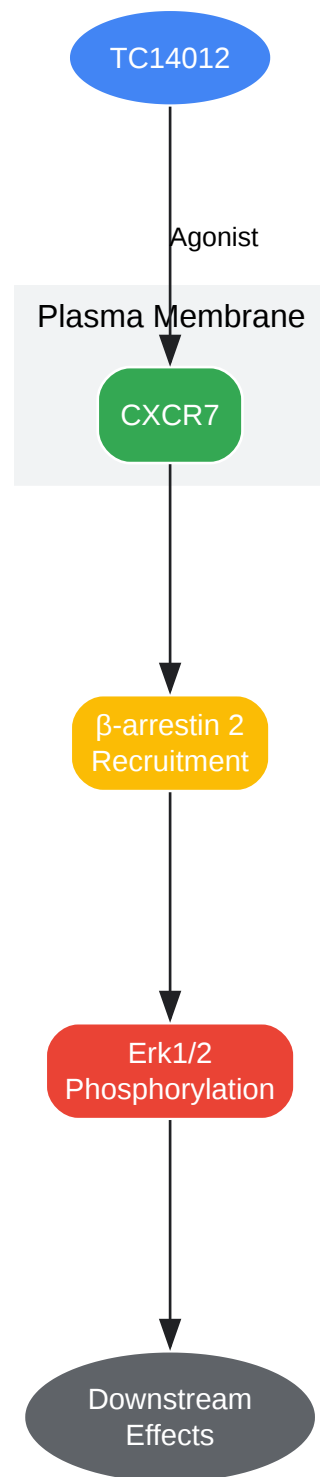 TC14012
Agonist
Plasma Membrane
CXCR7
β-arrestin 2
Recruitment
Erk1/2
Phosphorylation
Downstream
Effects